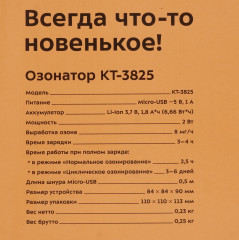 Всегда что-то
новенькое!
Озонатор КТ-3825
Модель КТ-3825
Питание Micro-USB ⎓5 В, 1 А
Аккумулятор Li-ion 3,7 В, 1,8 А*ч (6,66 Вт*ч)
Мощность 2 Вт
Выработка озона 8 мг/ч
Время зарядки 3–4 ч
Время работы при полном заряде:
• в режиме «Нормальное озонирование» 2,5 ч
• в режиме «Циклическое озонирование» 5–6 дней
Длина шнура Micro-USB 0,5 м
Размер устройства 84 × 84 × 90 мм
Размер упаковки 110 × 110 × 113 мм
Вес нетто 0,23 кг
Вес брутто 0,25 кг